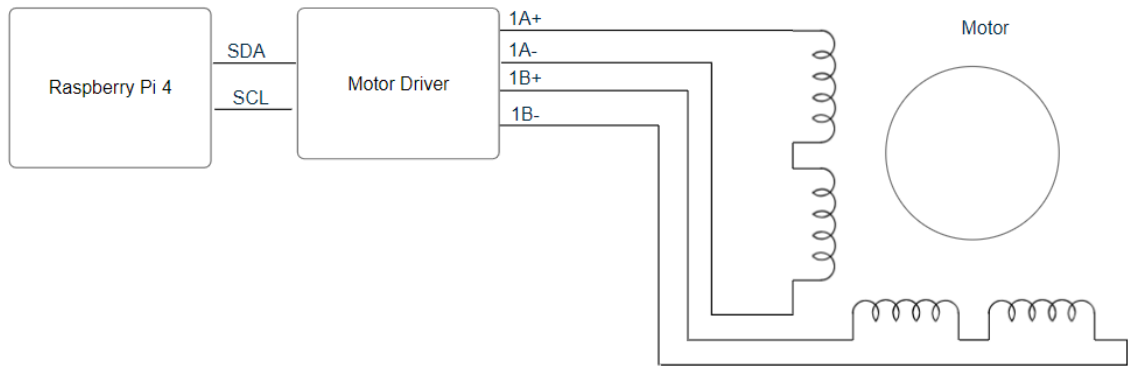 Raspberry Pi 4
SDA
SCL
Motor Driver
1A+
1A-
1B+
1B-
Motor